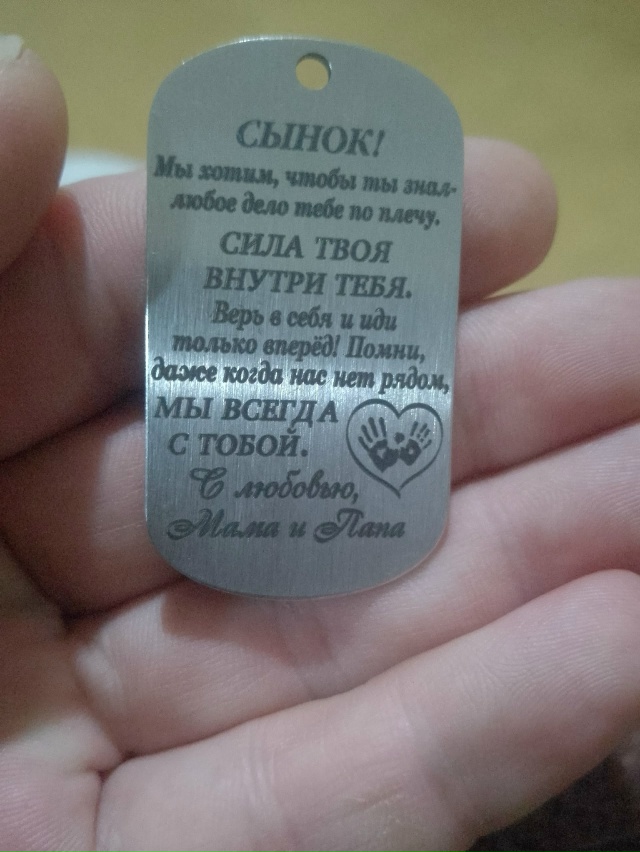 СЫНОК!
Мы хотим, чтобы ты знал-
любое дело тебе по плечу.
СИЛА ТВОЯ
ВНУТРИ ТЕБЯ.
Верь в себя и иди
только вперёд! Помни,
даже когда нас нет рядом,
МЫ ВСЕГДА
С ТОБОЙ.
С любовью,
Мама и Папа